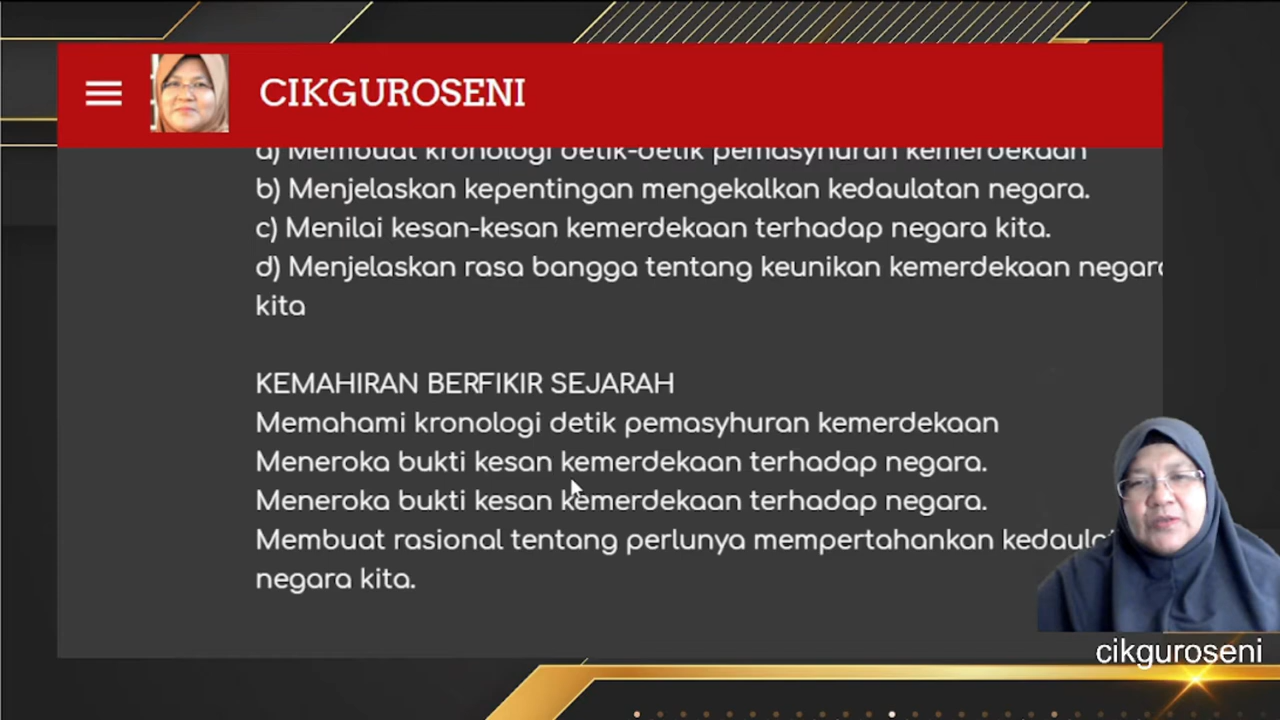 CIKGUROSENI
a) Membuat kronologi detik-detik pemasyhuran kemerdekaan
b) Menjelaskan kepentingan mengekalkan kedaulatan negara.
c) Menilai kesan-kesan kemerdekaan terhadap negara kita.
d) Menjelaskan rasa bangga tentang keunikan kemerdekaan negara
kita
KEMAHIRAN BERFIKIR SEJARAH
Memahami kronologi detik pemasyhuran kemerdekaan
Meneroka bukti kesan kemerdekaan terhadap negara.
Meneroka bukti kesan kemerdekaan terhadap negara.
Membuat rasional tentang perlunya mempertahankan kedaulat
negara kita.
cikguroseni